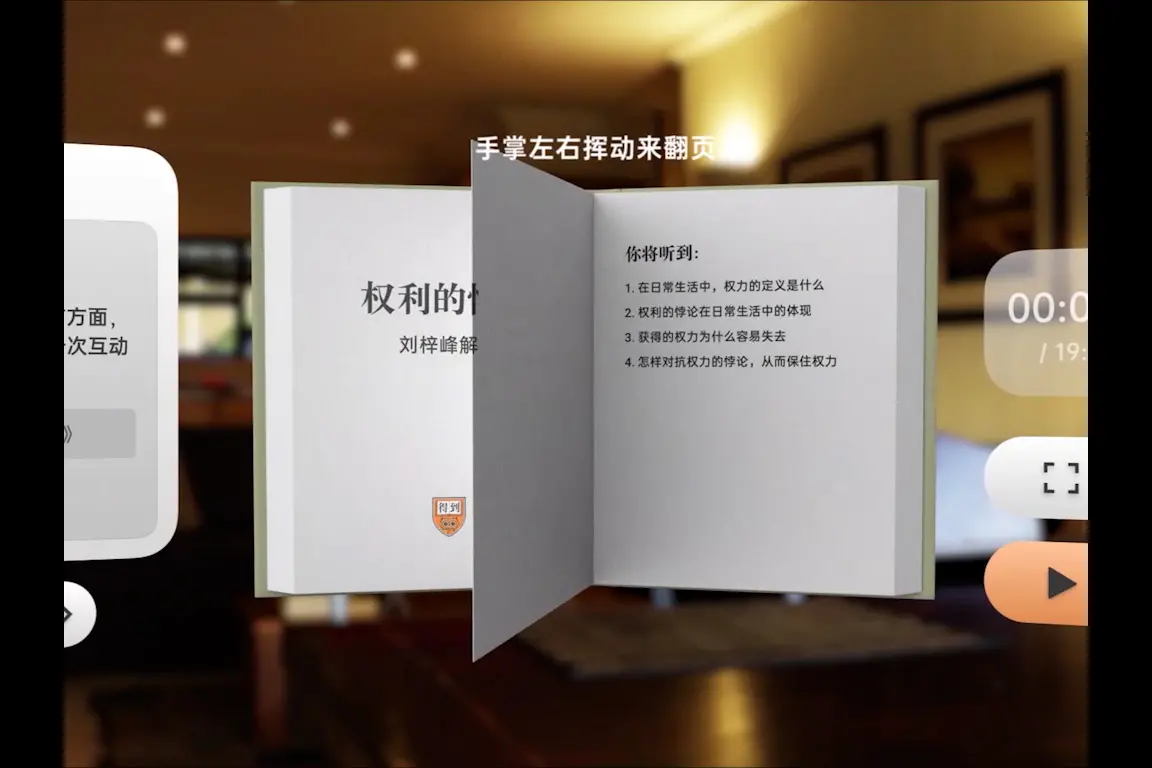 手掌左右挥动来翻页
方面，
次互动
》
权利的
刘梓峰解
得到
你将听到：
1. 在日常生活中，权力的定义是什么
2. 权利的悖论在日常生活中的体现
3. 获得的权力为什么容易失去
4. 怎样对抗权力的悖论，从而保住权力
00:0
/ 19: